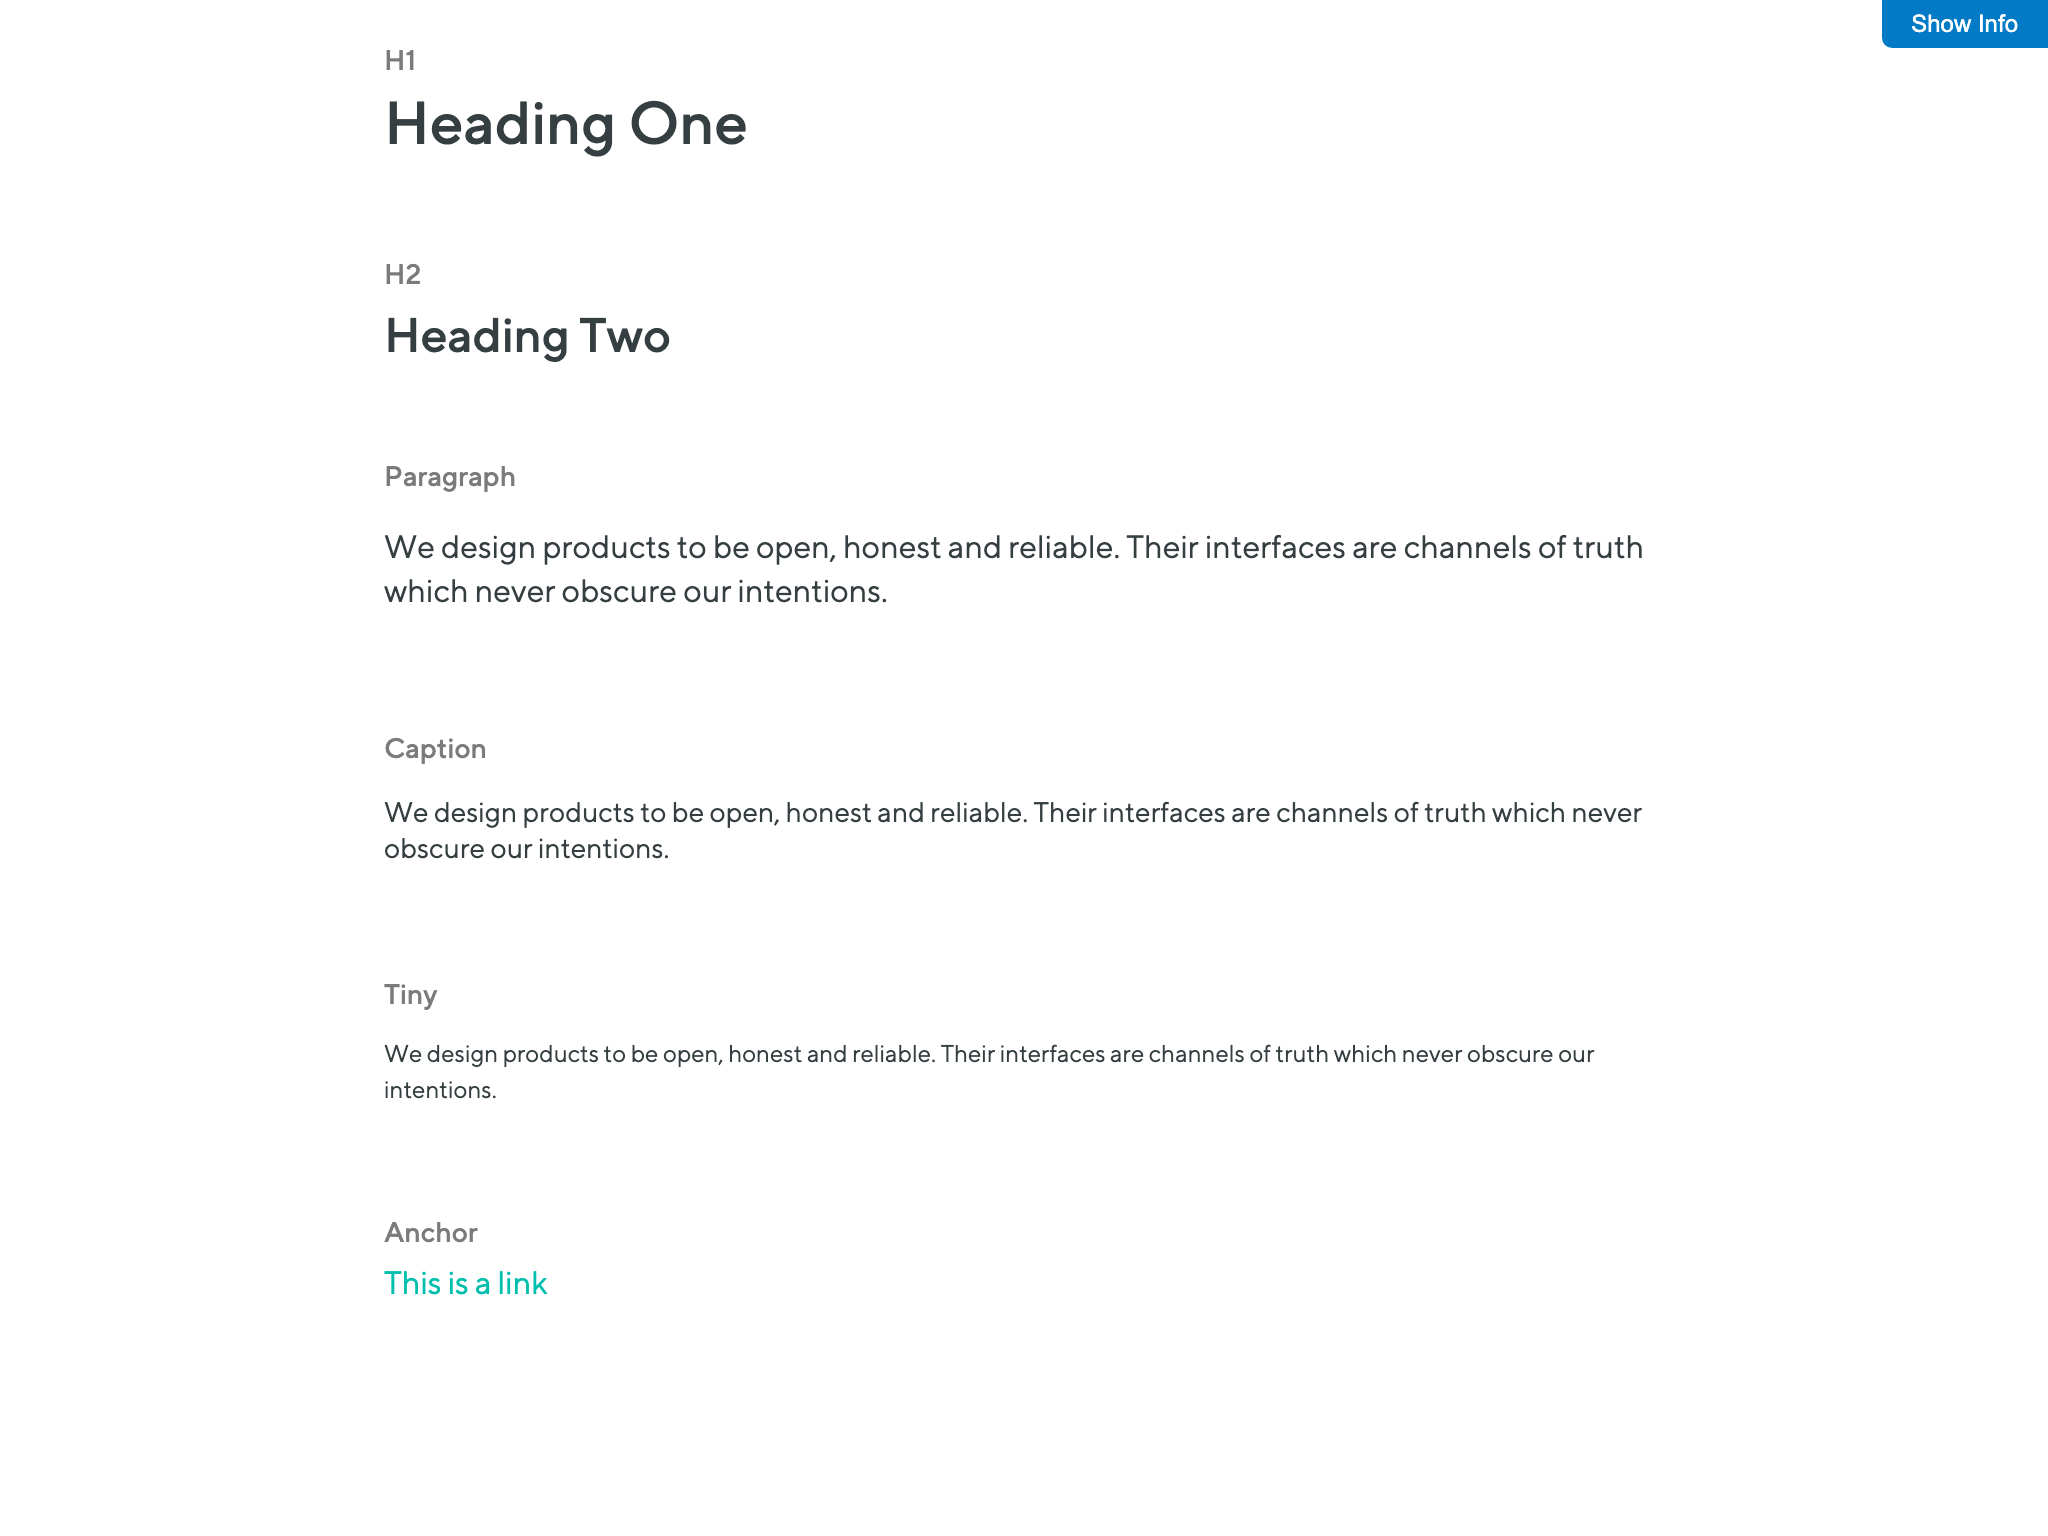 Show Info
H1
Heading One
H2
Heading Two
Paragraph
We design products to be open, honest and reliable. Their interfaces are channels of truth
which never obscure our intentions.
Caption
We design products to be open, honest and reliable. Their interfaces are channels of truth which never
obscure our intentions.
Tiny
We design products to be open, honest and reliable. Their interfaces are channels of truth which never obscure our
intentions.
Anchor
This is a link